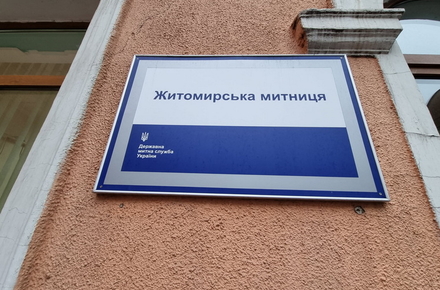 Житомирська митниця
Державна
митна служба
України